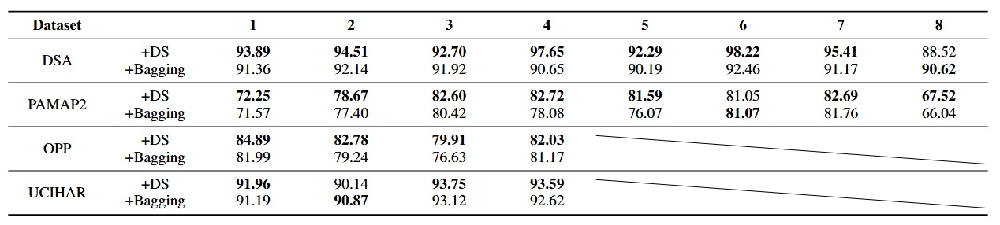 Dataset 1 2 3 4 5 6 7 8
DSA +DS 93.89 94.51 92.70 97.65 92.29 98.22 95.41 88.52
+Bagging 91.36 92.14 91.92 90.65 90.19 92.46 91.17 90.62
PAMAP2 +DS 72.25 78.67 82.60 82.72 81.59 81.05 82.69 67.52
+Bagging 71.57 77.40 80.42 78.08 76.07 81.07 81.76 66.04
OPP +DS 84.89 82.78 79.91 82.03
+Bagging 81.99 79.24 76.63 81.17
UCIHAR +DS 91.96 90.14 93.75 93.59
+Bagging 91.19 90.87 93.12 92.62